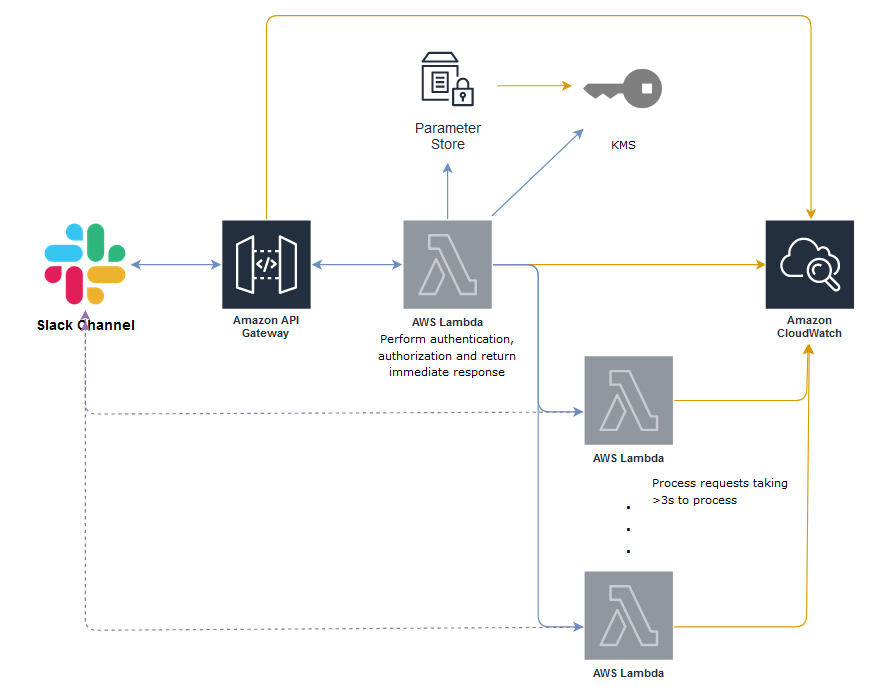 Parameter
Store
KMS
Slack Channel
Amazon API
Gateway
</>
AWS Lambda
Perform authentication,
authorization and return
immediate response
Amazon
CloudWatch
AWS Lambda
Process requests taking
>3s to process
AWS Lambda